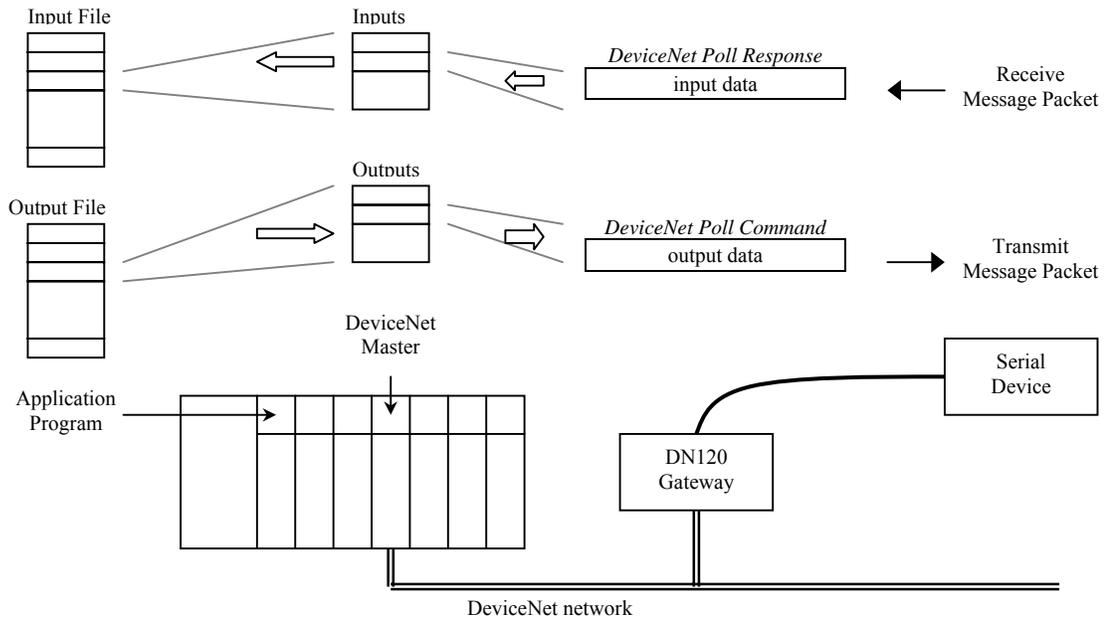 Input File
Inputs
DeviceNet Poll Response
input data
Receive
Message Packet
Outputs
Output File
DeviceNet Poll Command
output data
Transmit
Message Packet
DeviceNet
Master
Serial
Device
Application
Program
DN120
Gateway
DeviceNet network